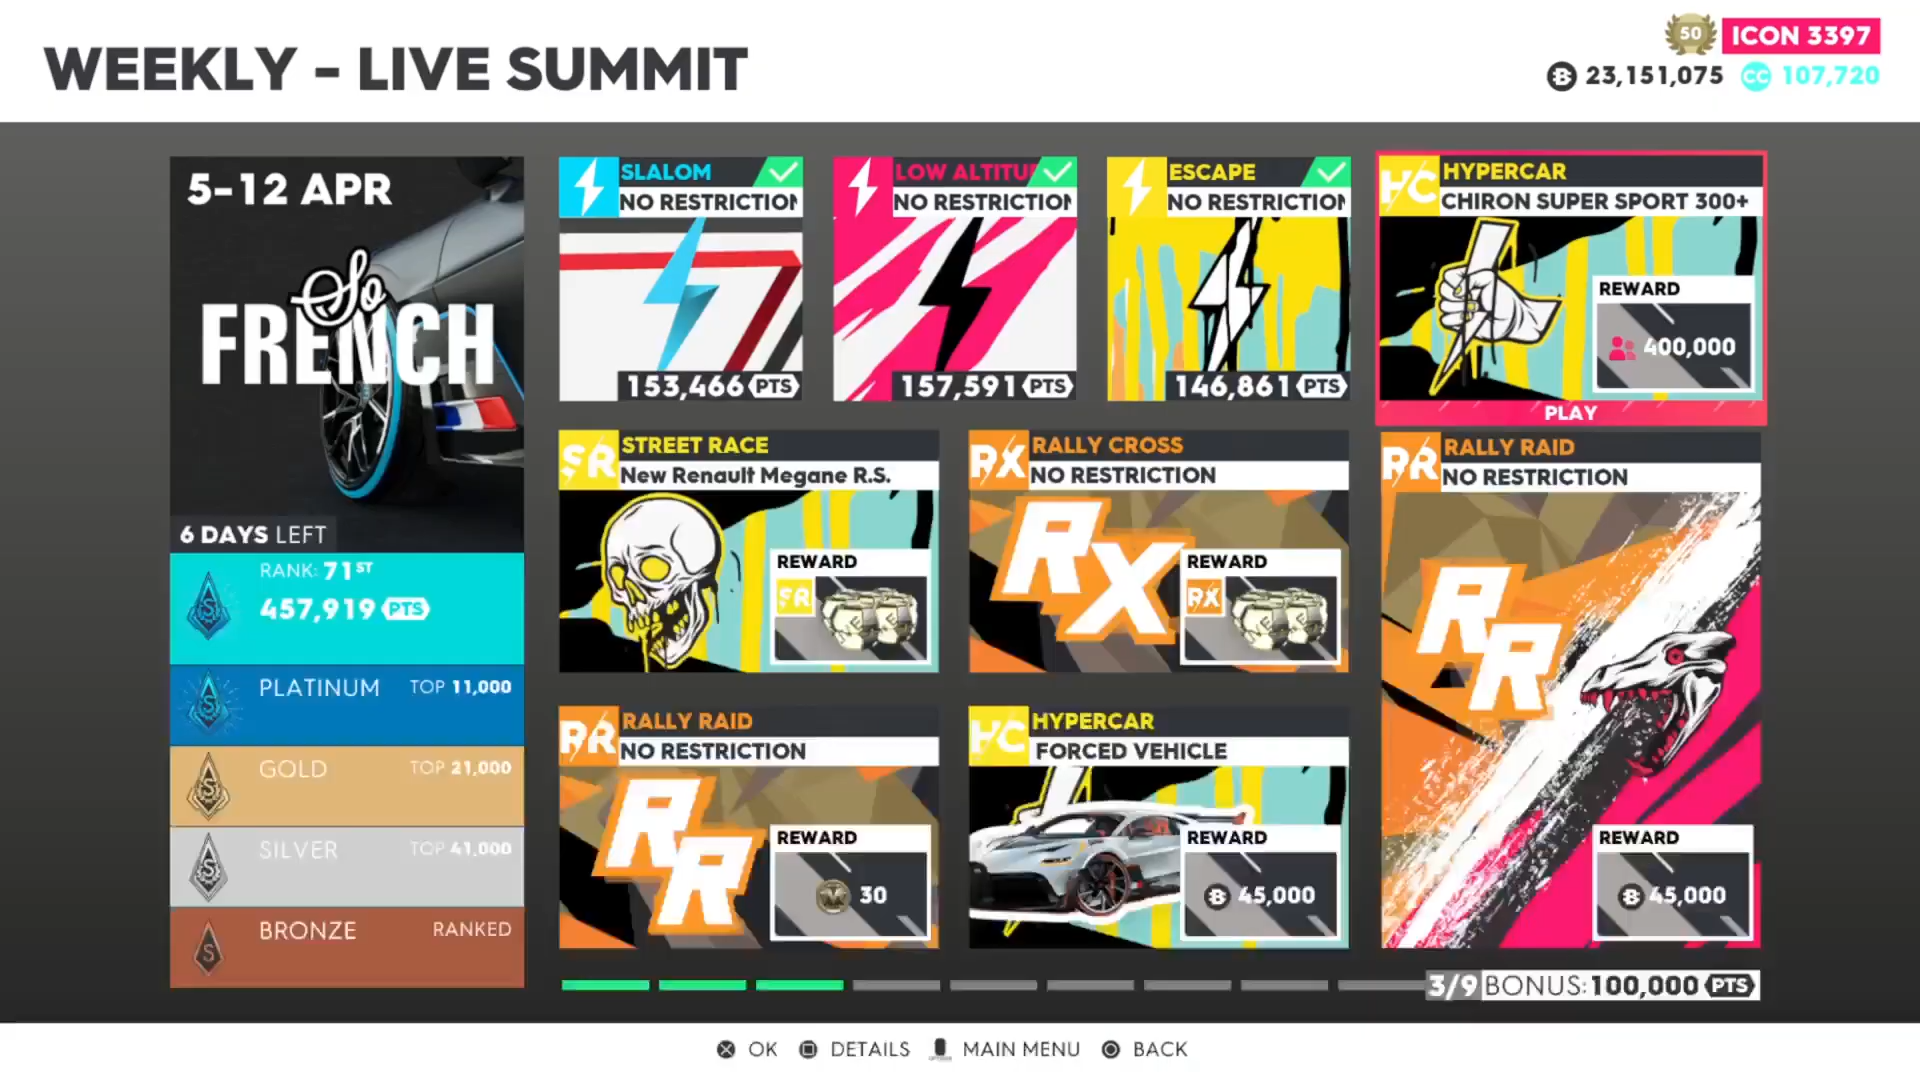 WEEKLY - LIVE SUMMIT
50 ICON 3397
23,151,075 CC 107,720
5-12 APR
So
FRENCH
6 DAYS LEFT
RANK: 71ST
457,919 PTS
PLATINUM TOP 11,000
GOLD TOP 21,000
SILVER TOP 41,000
BRONZE RANKED
SLALOM
NO RESTRICTION
153,466 PTS
LOW ALTITU
NO RESTRICTION
157,591 PTS
ESCAPE
NO RESTRICTION
146,861 PTS
HC HYPERCAR
CHIRON SUPER SPORT 300+
REWARD
400,000
PLAY
SR STREET RACE
New Renault Megane R.S.
REWARD
SR
RX RALLY CROSS
NO RESTRICTION
RX
REWARD
RX
RR RALLY RAID
NO RESTRICTION
RR
REWARD
45,000
RR RALLY RAID
NO RESTRICTION
RR
REWARD
30
HC HYPERCAR
FORCED VEHICLE
REWARD
45,000
3/9 BONUS: 100,000 PTS
OK DETAILS MAIN MENU BACK